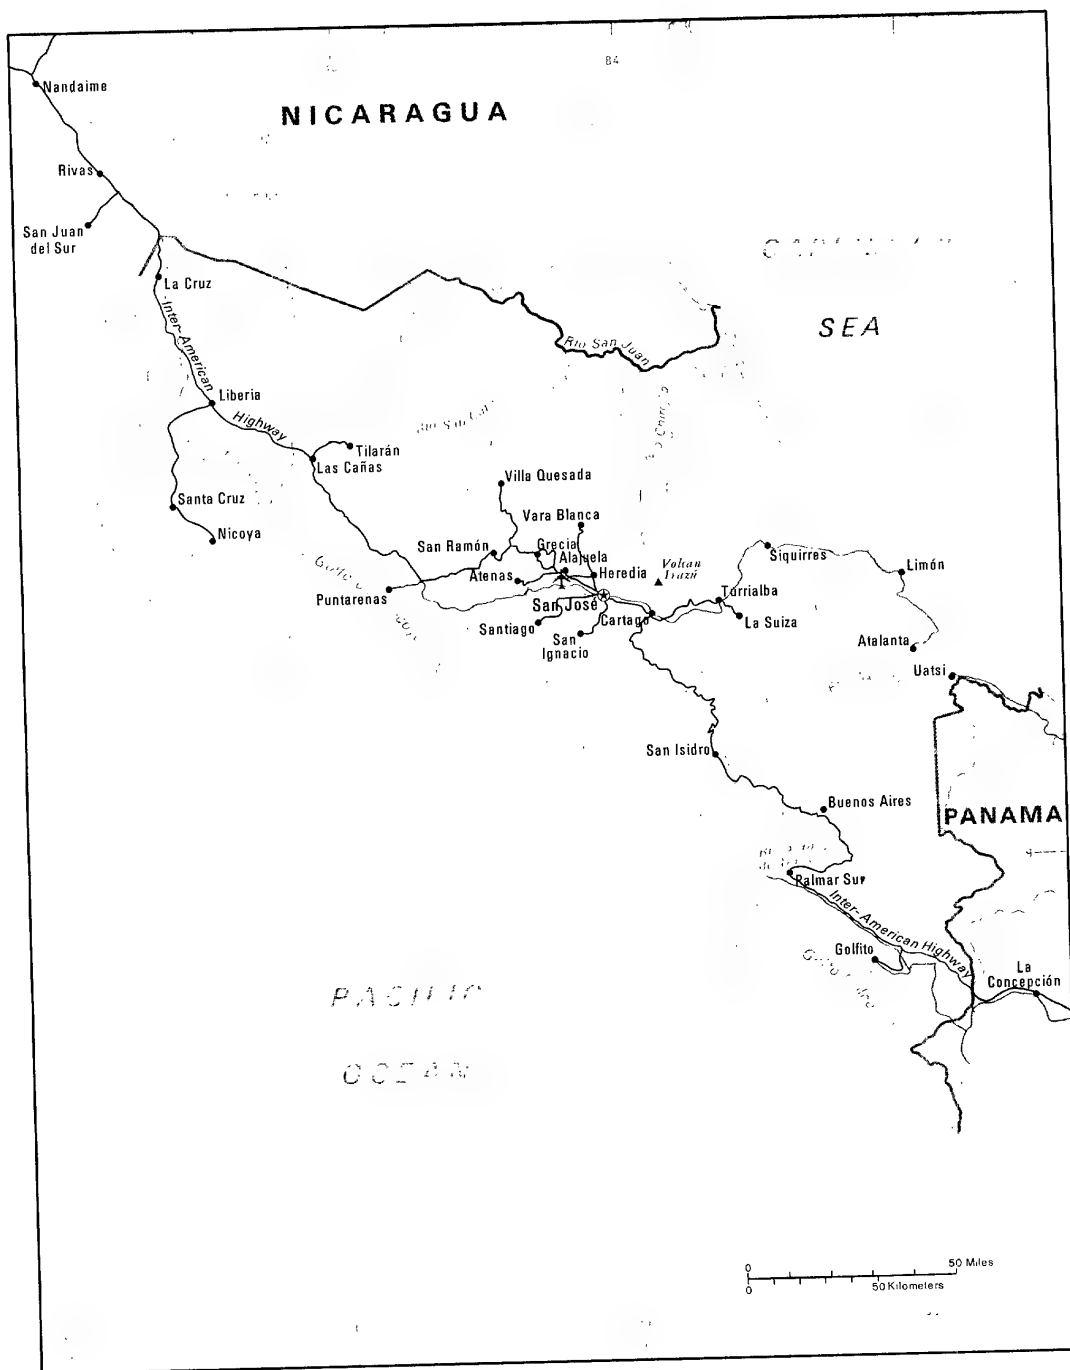 84
Nandaime
NICARAGUA
Rivas
San Juan
del Sur
SEA
La Cruz
Inter-American
Highway
Río San Juan
Liberia
Tilarán
Las Cañas
Villa Quesada
Santa Cruz
Vara Blanca
Nicoya
San Ramón
Grecia
Alajuela
Siquirres
Volcan
Irazú
Limón
Atenas
Heredia
Puntarenas
San José
Turrialba
Santiago
Cartago
La Suiza
San
Ignacio
Atalanta
Uatsi
San Isidro
Buenos Aires
PANAMA
Palmar Sur
Inter-American Highway
Golfito
La
Concepción
PACIFIC
OCEAN
0 50 Miles
0 50 Kilometers